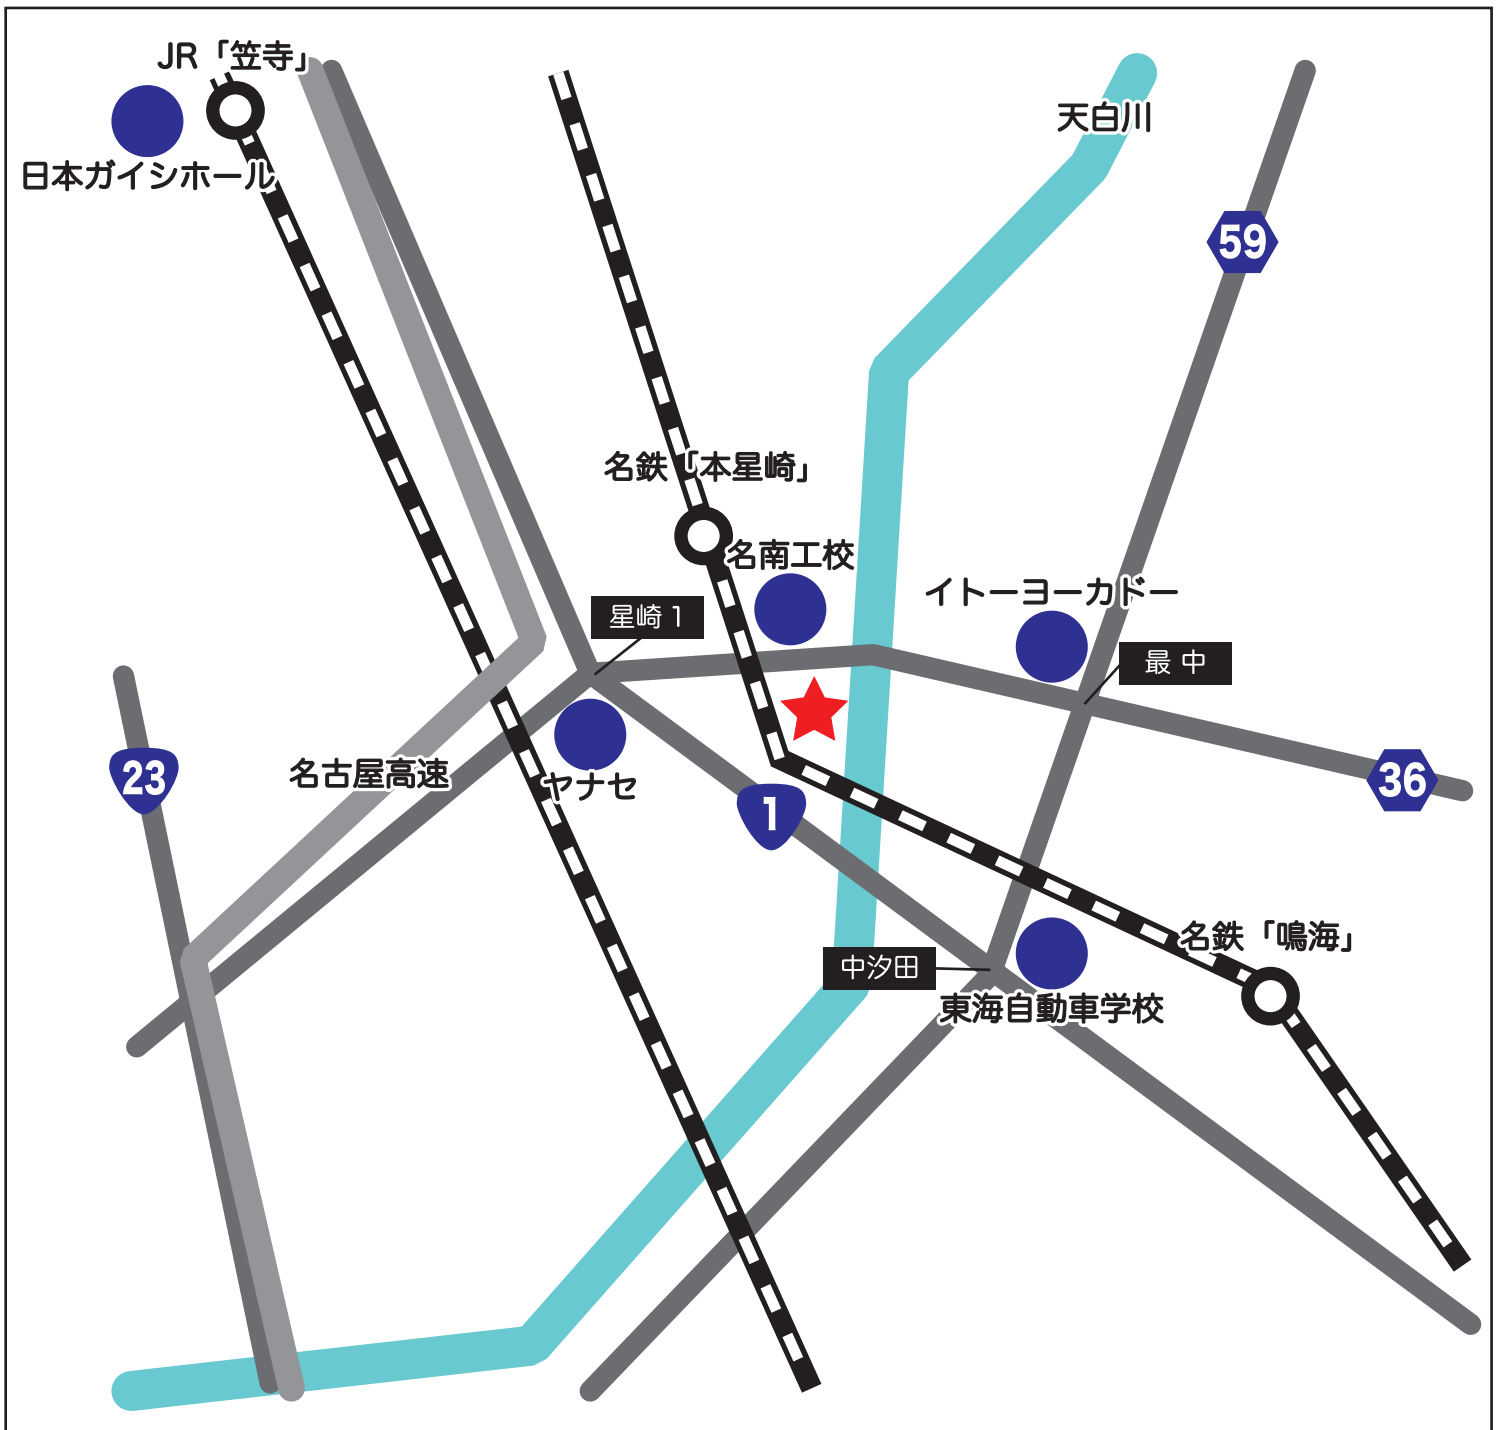 JR「笠寺」
天白川
日本ガイシホール
59
名鉄「本星崎」
名南工校
イトーヨーカドー
星崎1
最中
名古屋高速
ヤナセ
23
36
1
名鉄「鳴海」
中汐田
東海自動車学校